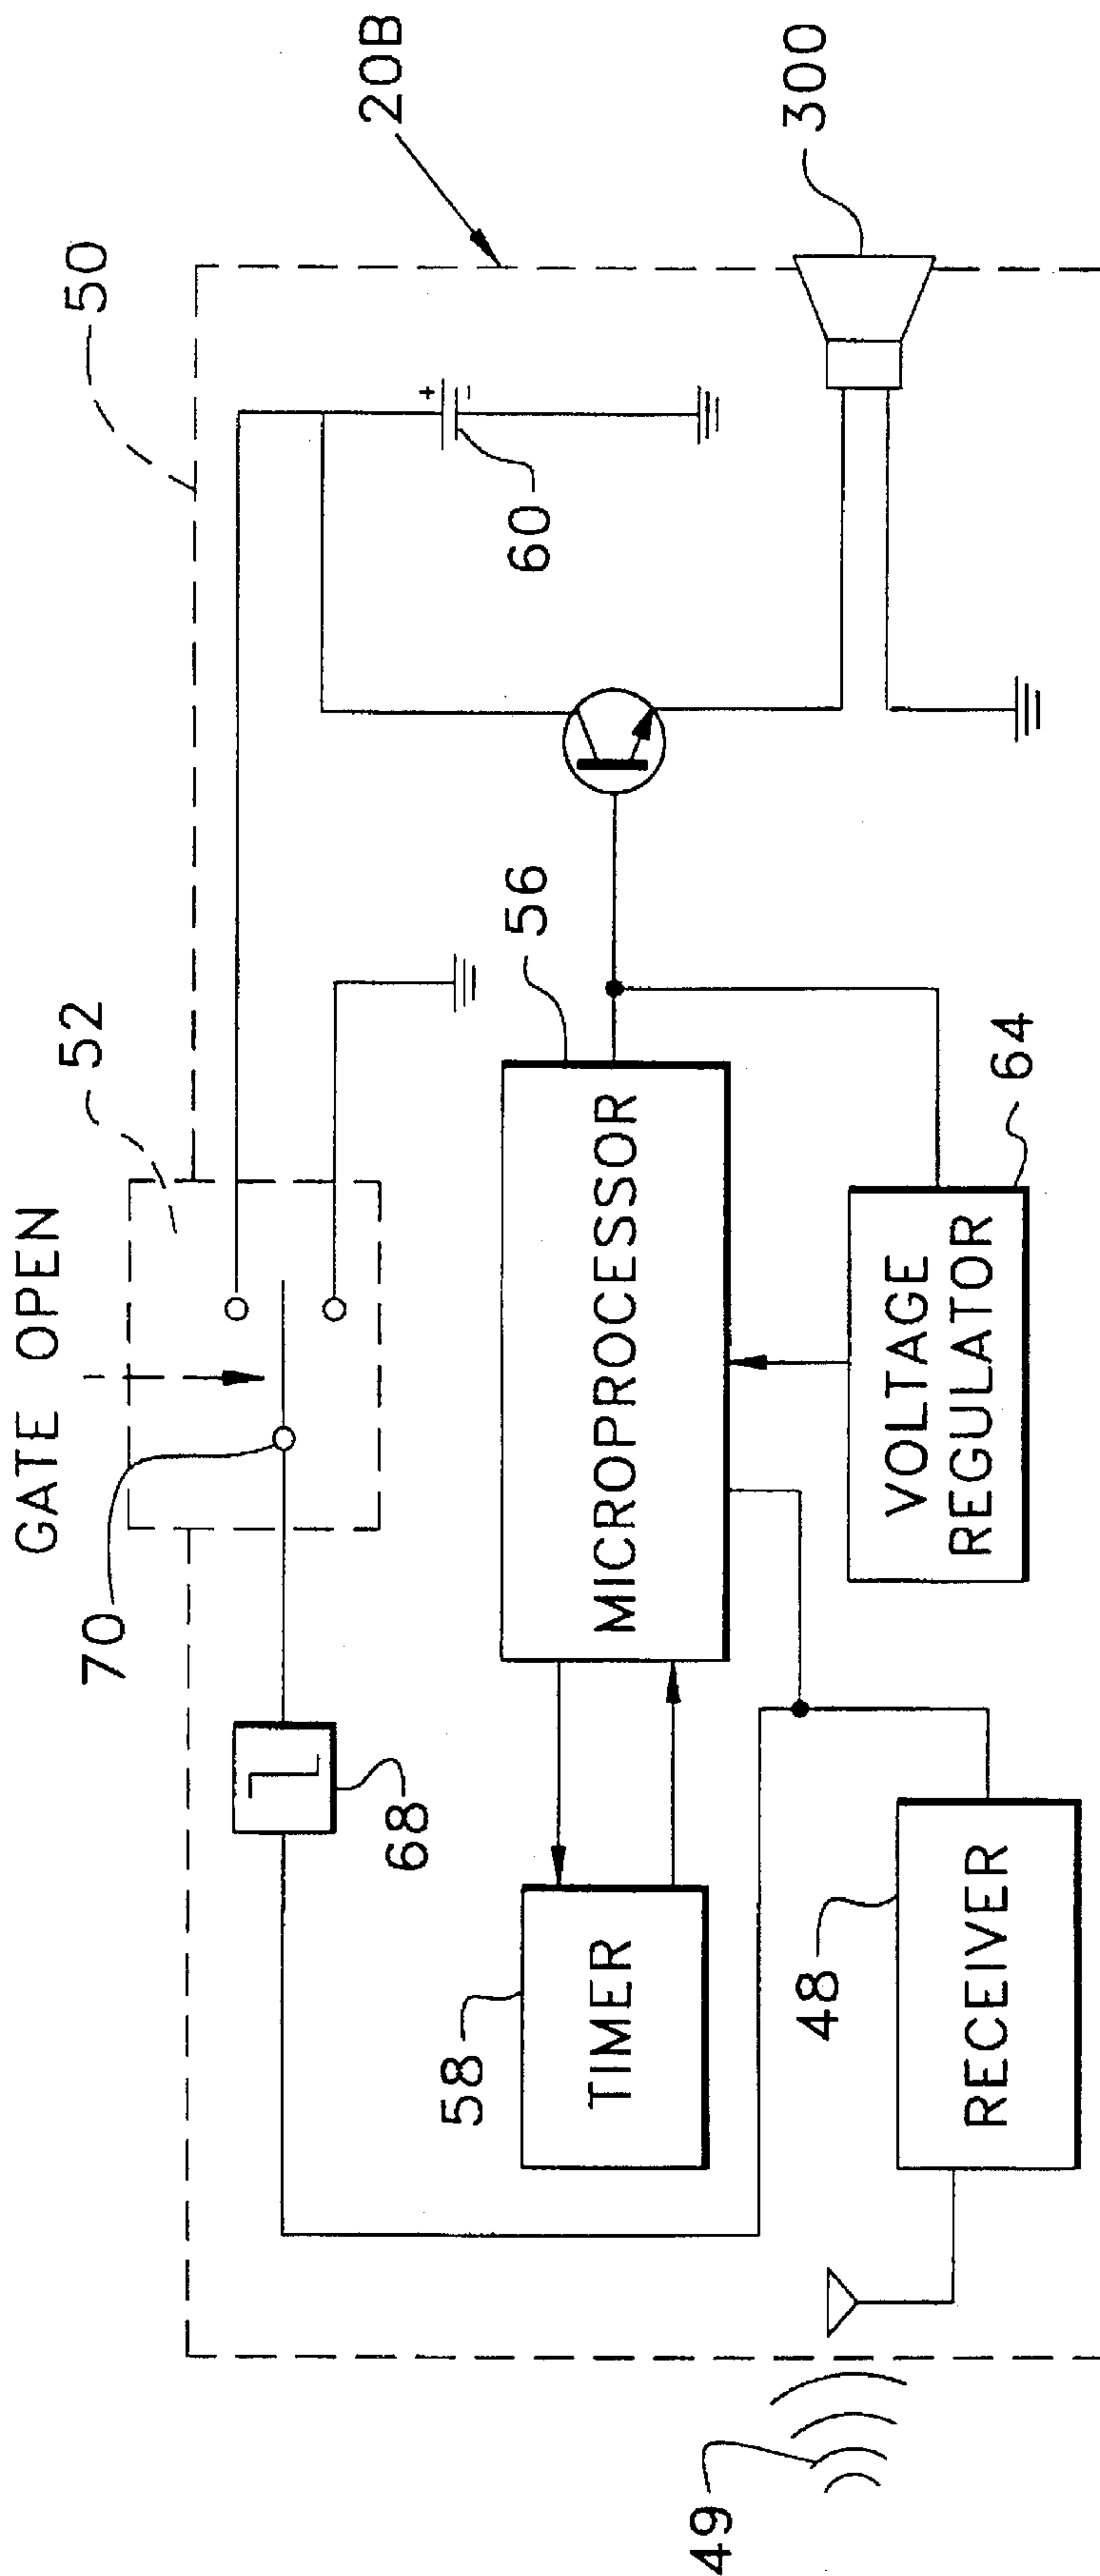 GATE OPEN
52
50
20B
70
68
60
56
MICROPROCESSOR
58
TIMER
300
64
VOLTAGE
REGULATOR
48
RECEIVER
49
+
-